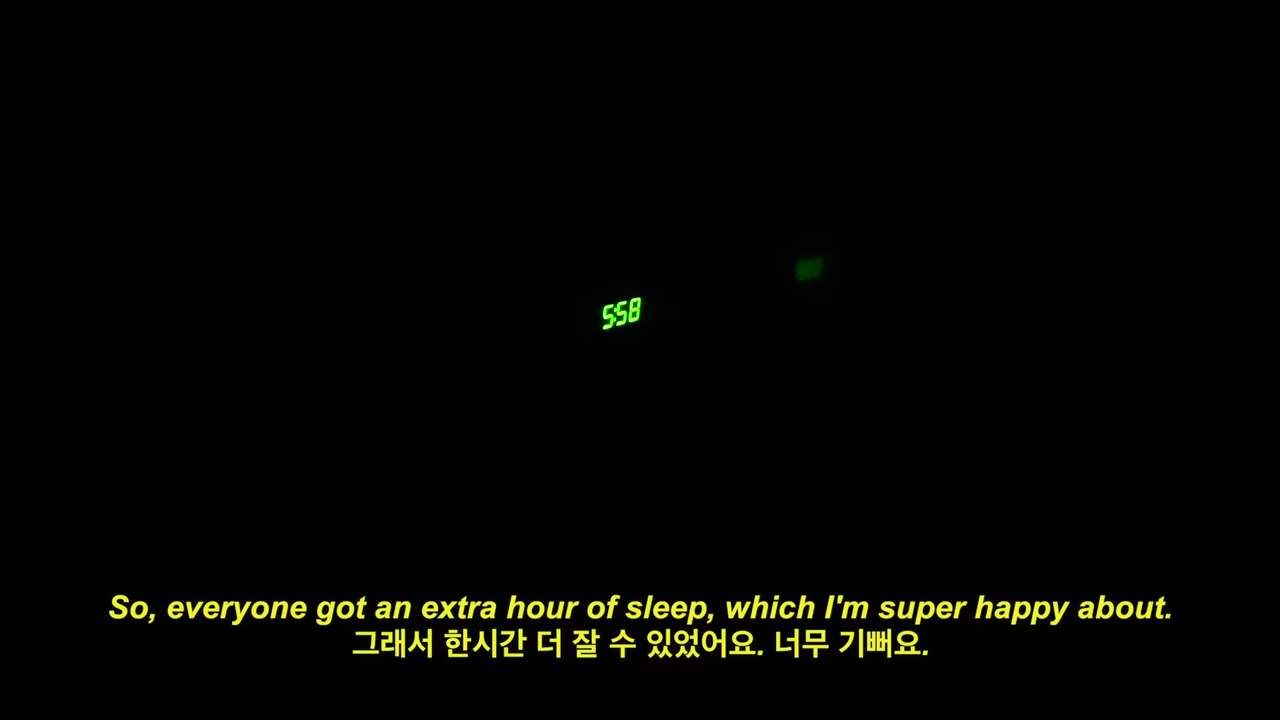 5:58
So, everyone got an extra hour of sleep, which I'm super happy about.
그래서 한시간 더 잘 수 있었어요. 너무 기뻐요.